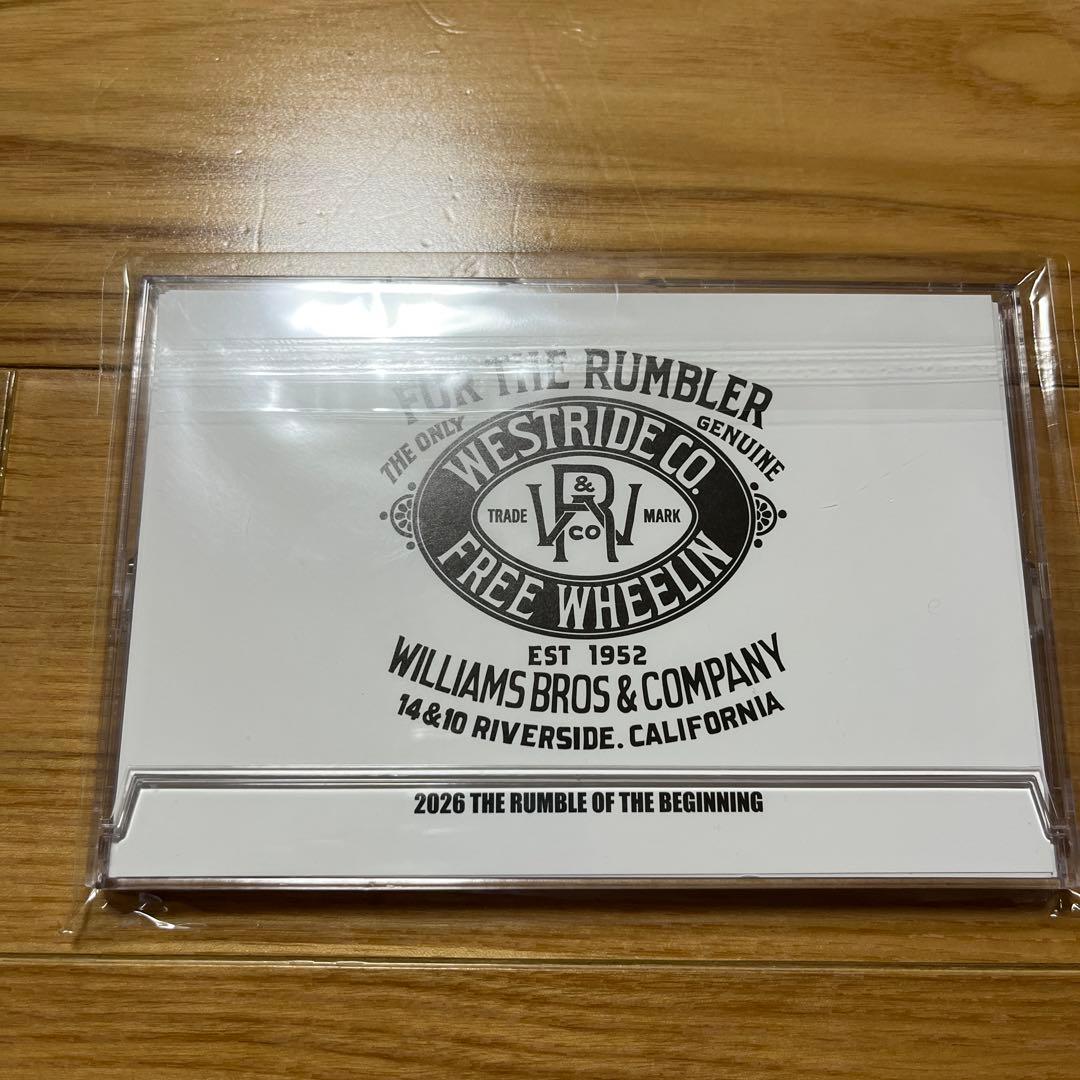 FOR THE RUMBLER
THE ONLY GENUINE
WESTRIDE CO.
TRADE W&RCO MARK
FREE WHEELIN
EST 1952
WILLIAMS BROS & COMPANY
14&10 RIVERSIDE. CALIFORNIA
2026 THE RUMBLE OF THE BEGINNING